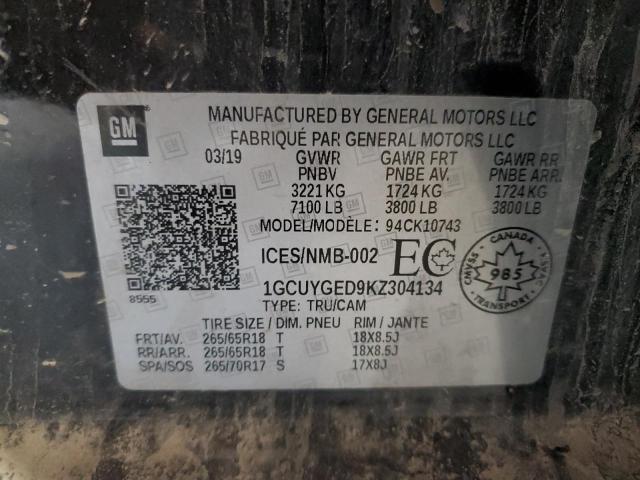 GM
MANUFACTURED BY GENERAL MOTORS LLC
FABRIQUÉ PAR GENERAL MOTORS LLC
03/19 GVWR GAWR FRT GAWR RR
PNBV PNBE AV. PNBE ARR.
3221 KG 1724 KG 1724 KG
7100 LB 3800 LB 3800 LB
MODEL/MODÈLE: 94CK10743
ICES/NMB-002 EC
CANADA
CMVSS 985 NSVAC
TRANSPORT
8555
1GCUYGED9KZ304134
TYPE: TRU/CAM
TIRE SIZE / DIM. PNEU RIM / JANTE
FRT/AV. 265/65R18 T 18X8.5J
RR/ARR. 265/65R18 T 18X8.5J
SPA/SOS 265/70R17 S 17X8J